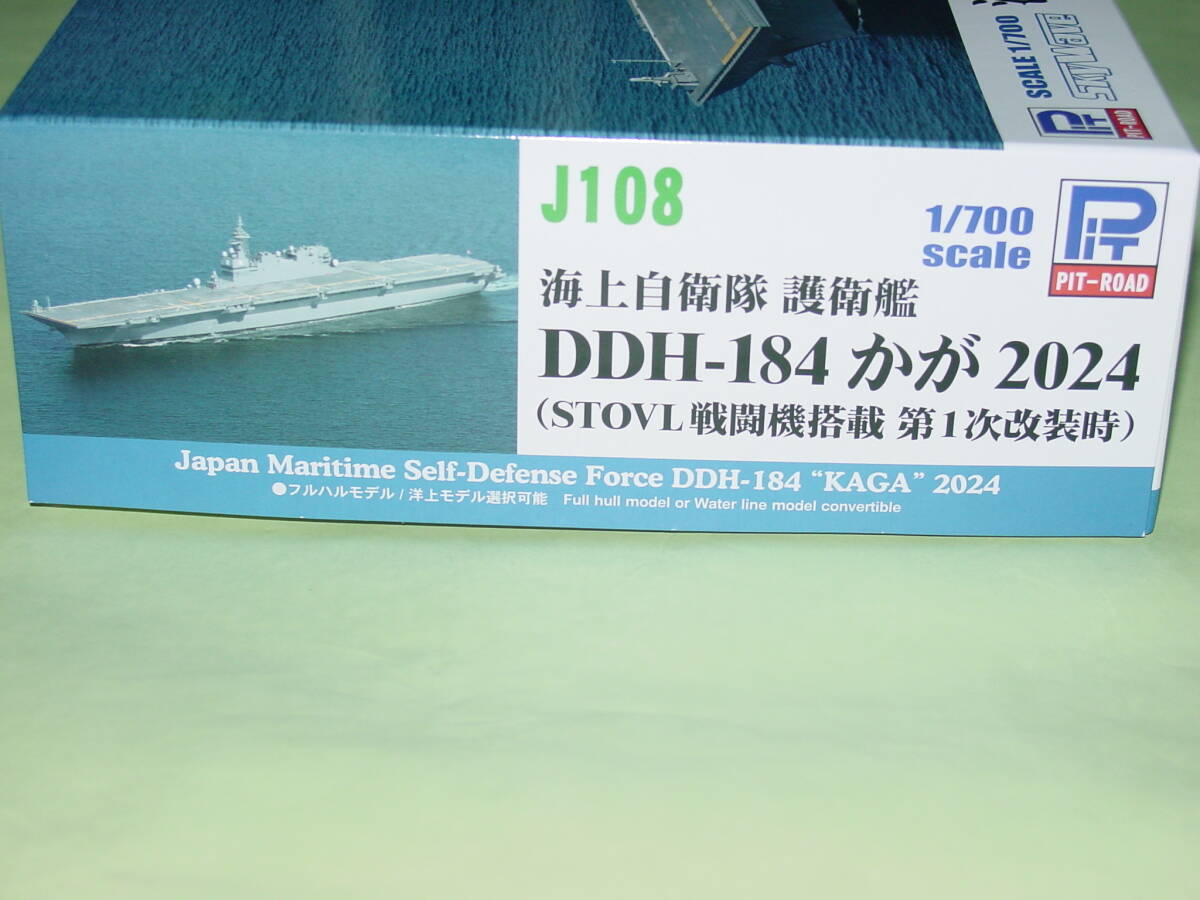 SCALE 1/700
SkyWave
PiT
PIT-ROAD
J108
1/700
scale
PiT
PIT-ROAD
海上自衛隊 護衛艦
DDH-184 かが 2024
(STOVL 戦闘機搭載 第1次改装時)
Japan Maritime Self-Defense Force DDH-184 “KAGA” 2024
●フルハルモデル / 洋上モデル選択可能 Full hull model or Water line model convertible